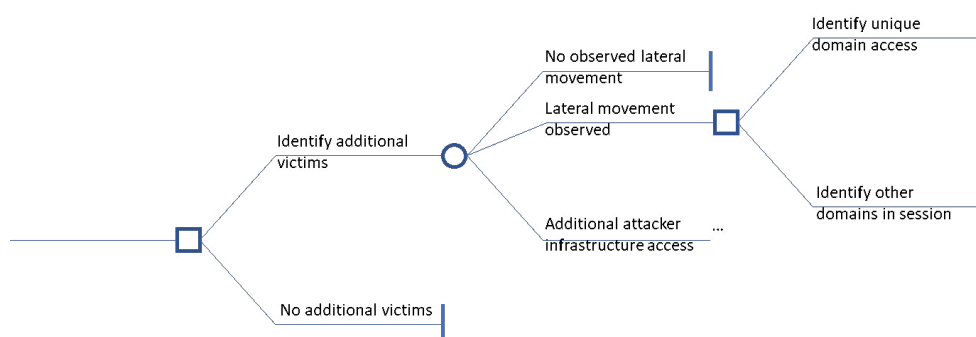 Identify unique
domain access
No observed lateral
movement
Lateral movement
observed
Identify additional
victims
Identify other
domains in session
Additional attacker
infrastructure access
...
No additional victims